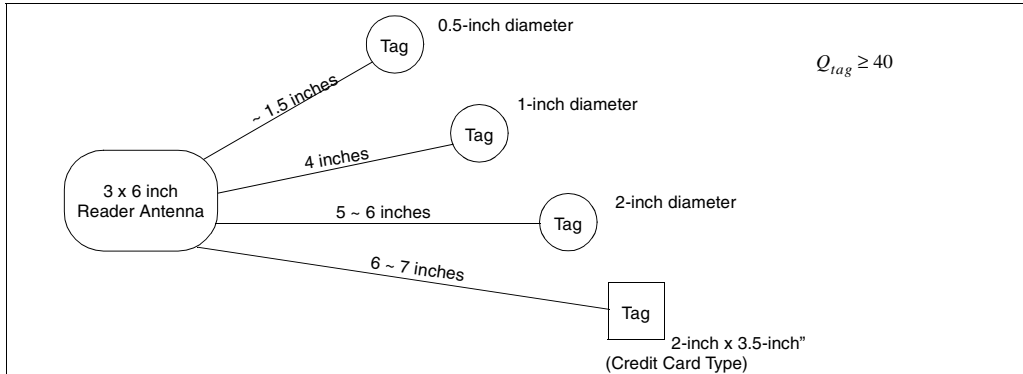 0.5-inch diameter
Tag
Q_tag ≥ 40
~ 1.5 inches
1-inch diameter
Tag
4 inches
3 x 6 inch
Reader Antenna
2-inch diameter
5 ~ 6 inches
Tag
6 ~ 7 inches
Tag
2-inch x 3.5-inch”
(Credit Card Type)